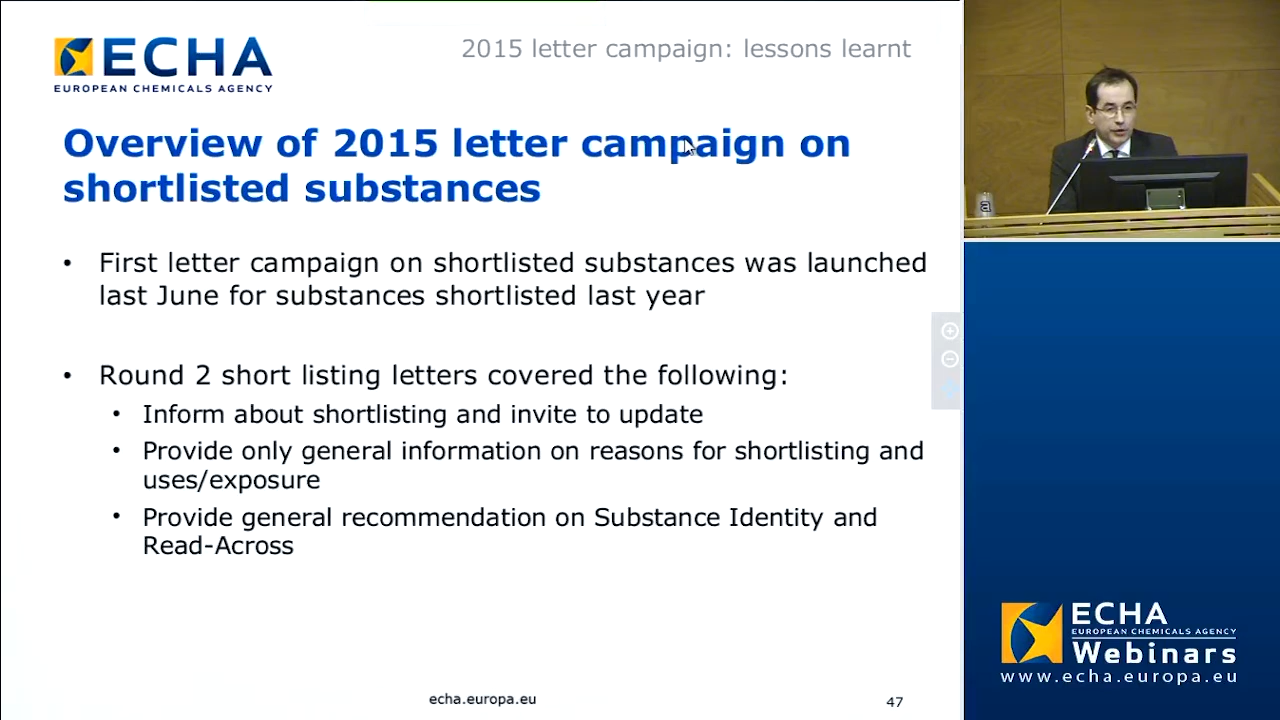 ECHA
EUROPEAN CHEMICALS AGENCY
2015 letter campaign: lessons learnt
Overview of 2015 letter campaign on
shortlisted substances
• First letter campaign on shortlisted substances was launched
last June for substances shortlisted last year
• Round 2 short listing letters covered the following:
• Inform about shortlisting and invite to update
• Provide only general information on reasons for shortlisting and
uses/exposure
• Provide general recommendation on Substance Identity and
Read-Across
echa.europa.eu
47
ECHA
EUROPEAN CHEMICALS AGENCY
Webinars
www.echa.europa.eu